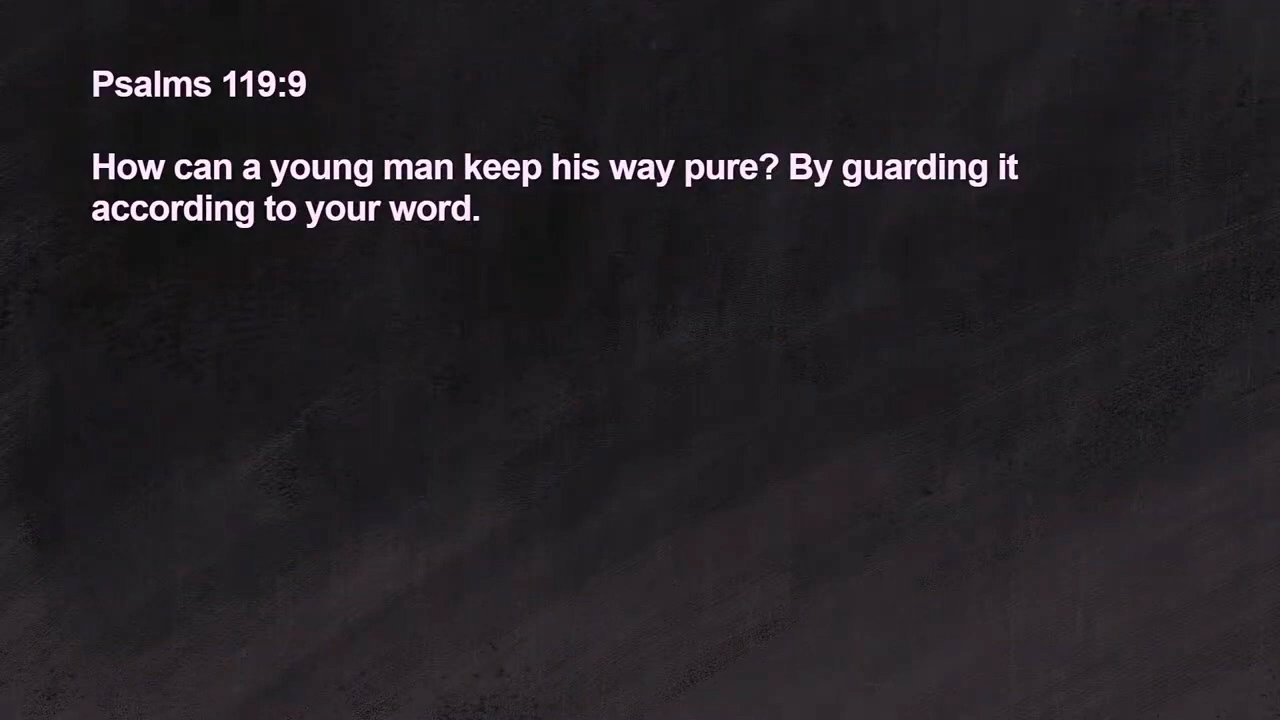 Psalms 119:9
How can a young man keep his way pure? By guarding it
according to your word.